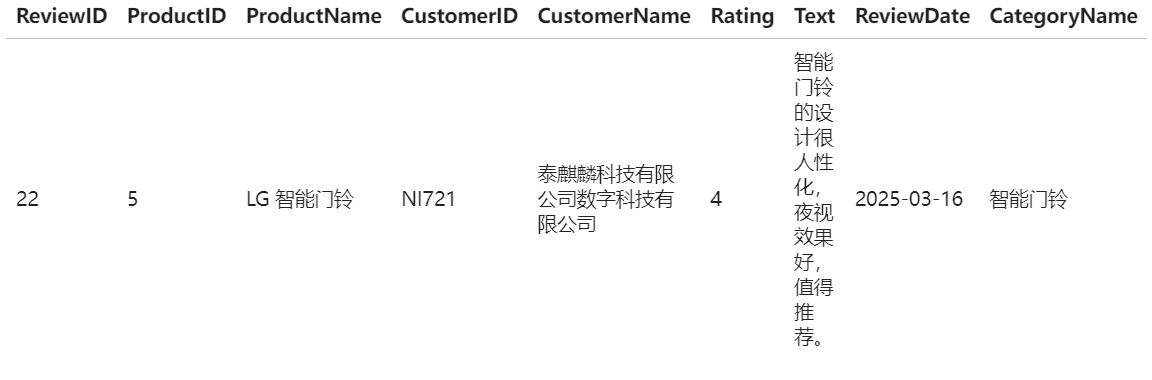 ReviewID ProductID ProductName CustomerID CustomerName Rating Text ReviewDate CategoryName
22
5
LG 智能门铃
NI721
泰麒麟科技有限
公司数字科技有
限公司
4
智能
门铃
的设
计很
人性
化，
夜视
效果
好，
值得
推
荐。
2025-03-16
智能门铃